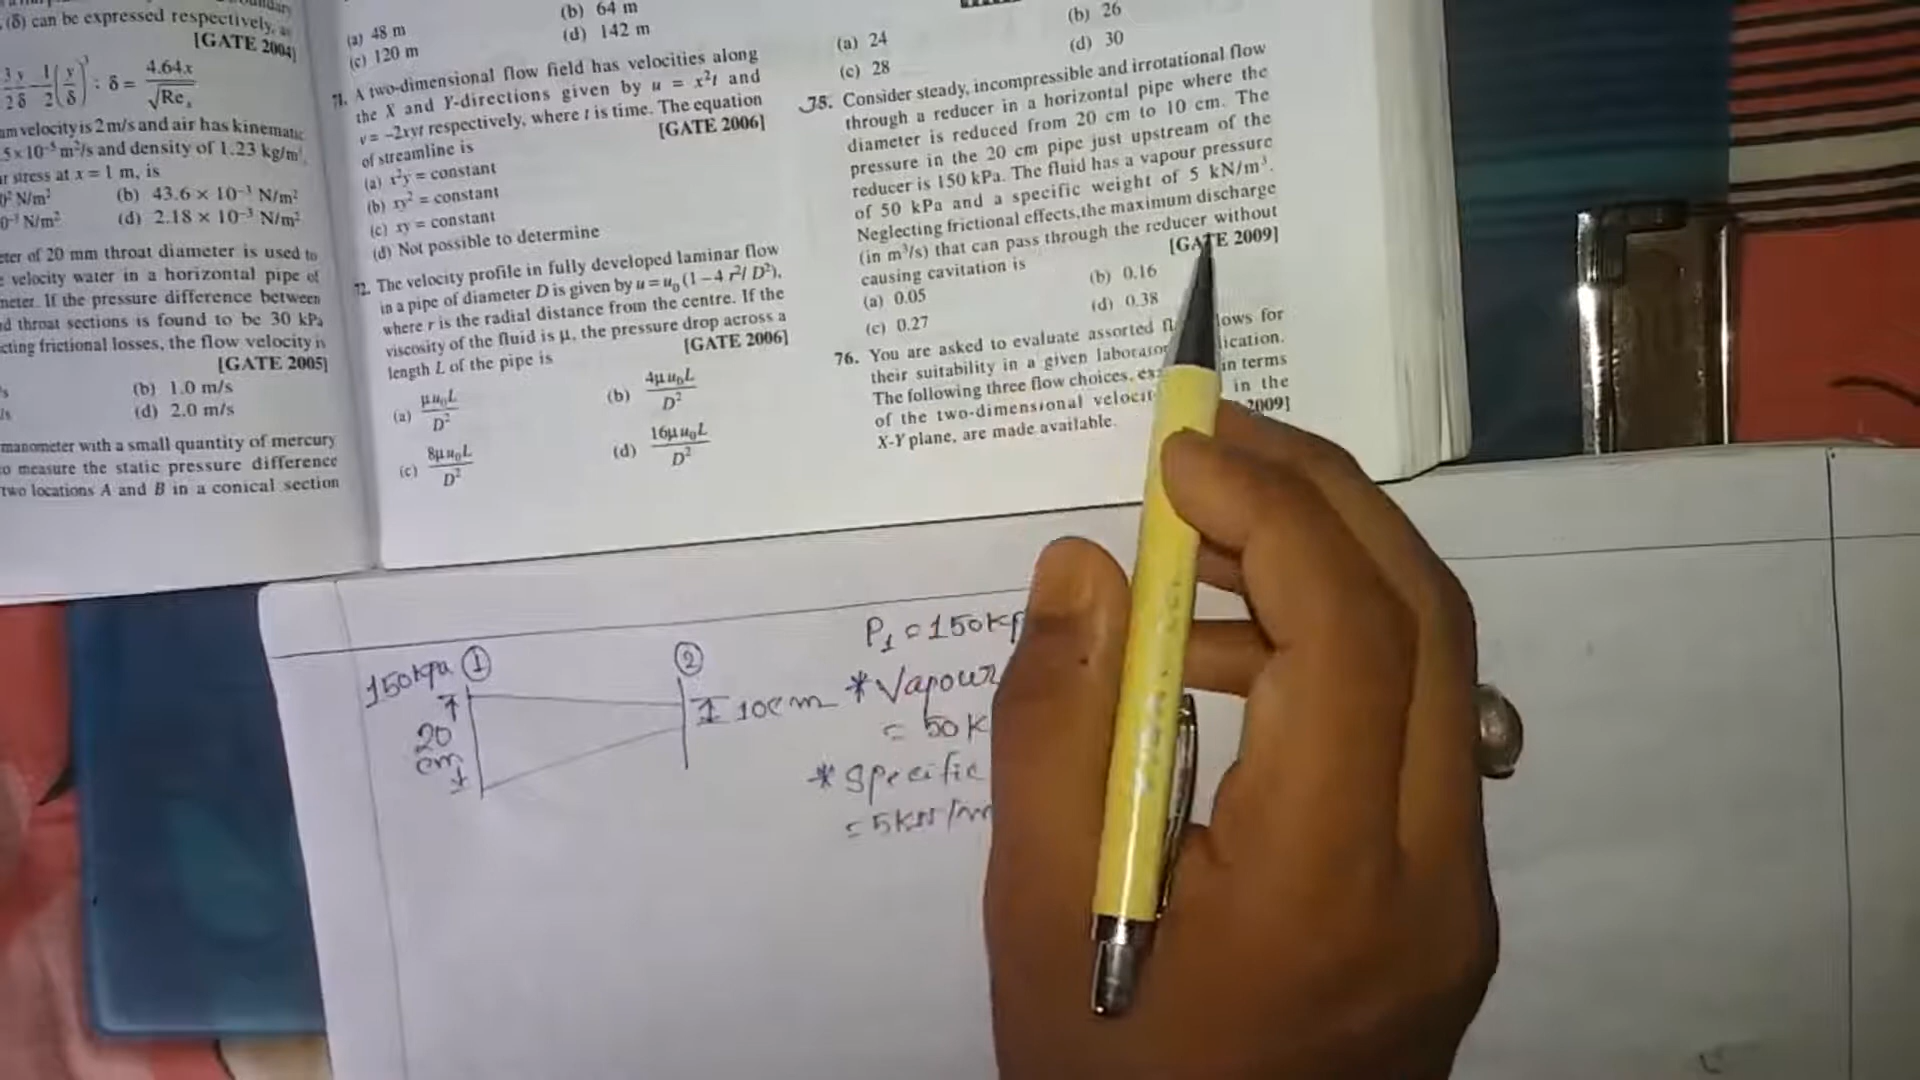 (δ) can be expressed respectively, as
[GATE 2004]
3 y
2 δ
1
2
(y
δ)
3
: δ =
4.64x
√Reₓ
velocity is 2 m/s and air has kinematic
5 × 10⁻⁵ m²/s and density of 1.23 kg/m³,
stress at x = 1 m, is
N/m²
(b) 43.6 × 10⁻³ N/m²
N/m²
(d) 2.18 × 10⁻³ N/m²
of 20 mm throat diameter is used to
velocity water in a horizontal pipe of
If the pressure difference between
throat sections is found to be 30 kPa
frictional losses, the flow velocity is
[GATE 2005]
(b) 1.0 m/s
(d) 2.0 m/s
manometer with a small quantity of mercury
measure the static pressure difference
two locations A and B in a conical section
(a) 48 m
(b) 64 m
(c) 120 m
(d) 142 m
71. A two-dimensional flow field has velocities along
the X and Y-directions given by u = x²t and
v = –2xyt respectively, where t is time. The equation
of streamline is
[GATE 2006]
(a) x²y = constant
(b) xy² = constant
(c) xy = constant
(d) Not possible to determine
72. The velocity profile in fully developed laminar flow
in a pipe of diameter D is given by u = u₀ (1 – 4 r²/ D²),
where r is the radial distance from the centre. If the
viscosity of the fluid is μ, the pressure drop across a
length L of the pipe is
[GATE 2006]
(a) μu₀L
D²
(b) 4μu₀L
D²
(c) 8μu₀L
D²
(d) 16μu₀L
D²
(a) 24
(b) 26
(c) 28
(d) 30
75. Consider steady, incompressible and irrotational flow
through a reducer in a horizontal pipe where the
diameter is reduced from 20 cm to 10 cm. The
pressure in the 20 cm pipe just upstream of the
reducer is 150 kPa. The fluid has a vapour pressure
of 50 kPa and a specific weight of 5 kN/m³.
Neglecting frictional effects, the maximum discharge
(in m³/s) that can pass through the reducer without
causing cavitation is
[GATE 2009]
(a) 0.05
(b) 0.16
(c) 0.27
(d) 0.38
76. You are asked to evaluate assorted for
their suitability in a given
The following three flow choices, in terms
of the two-dimensional in the
X-Y plane, are made available.
2009]
150kpa ①
②
20
cm
10cm
P₁ = 150
*Vapour
= 50
*Specific
= 5kN/